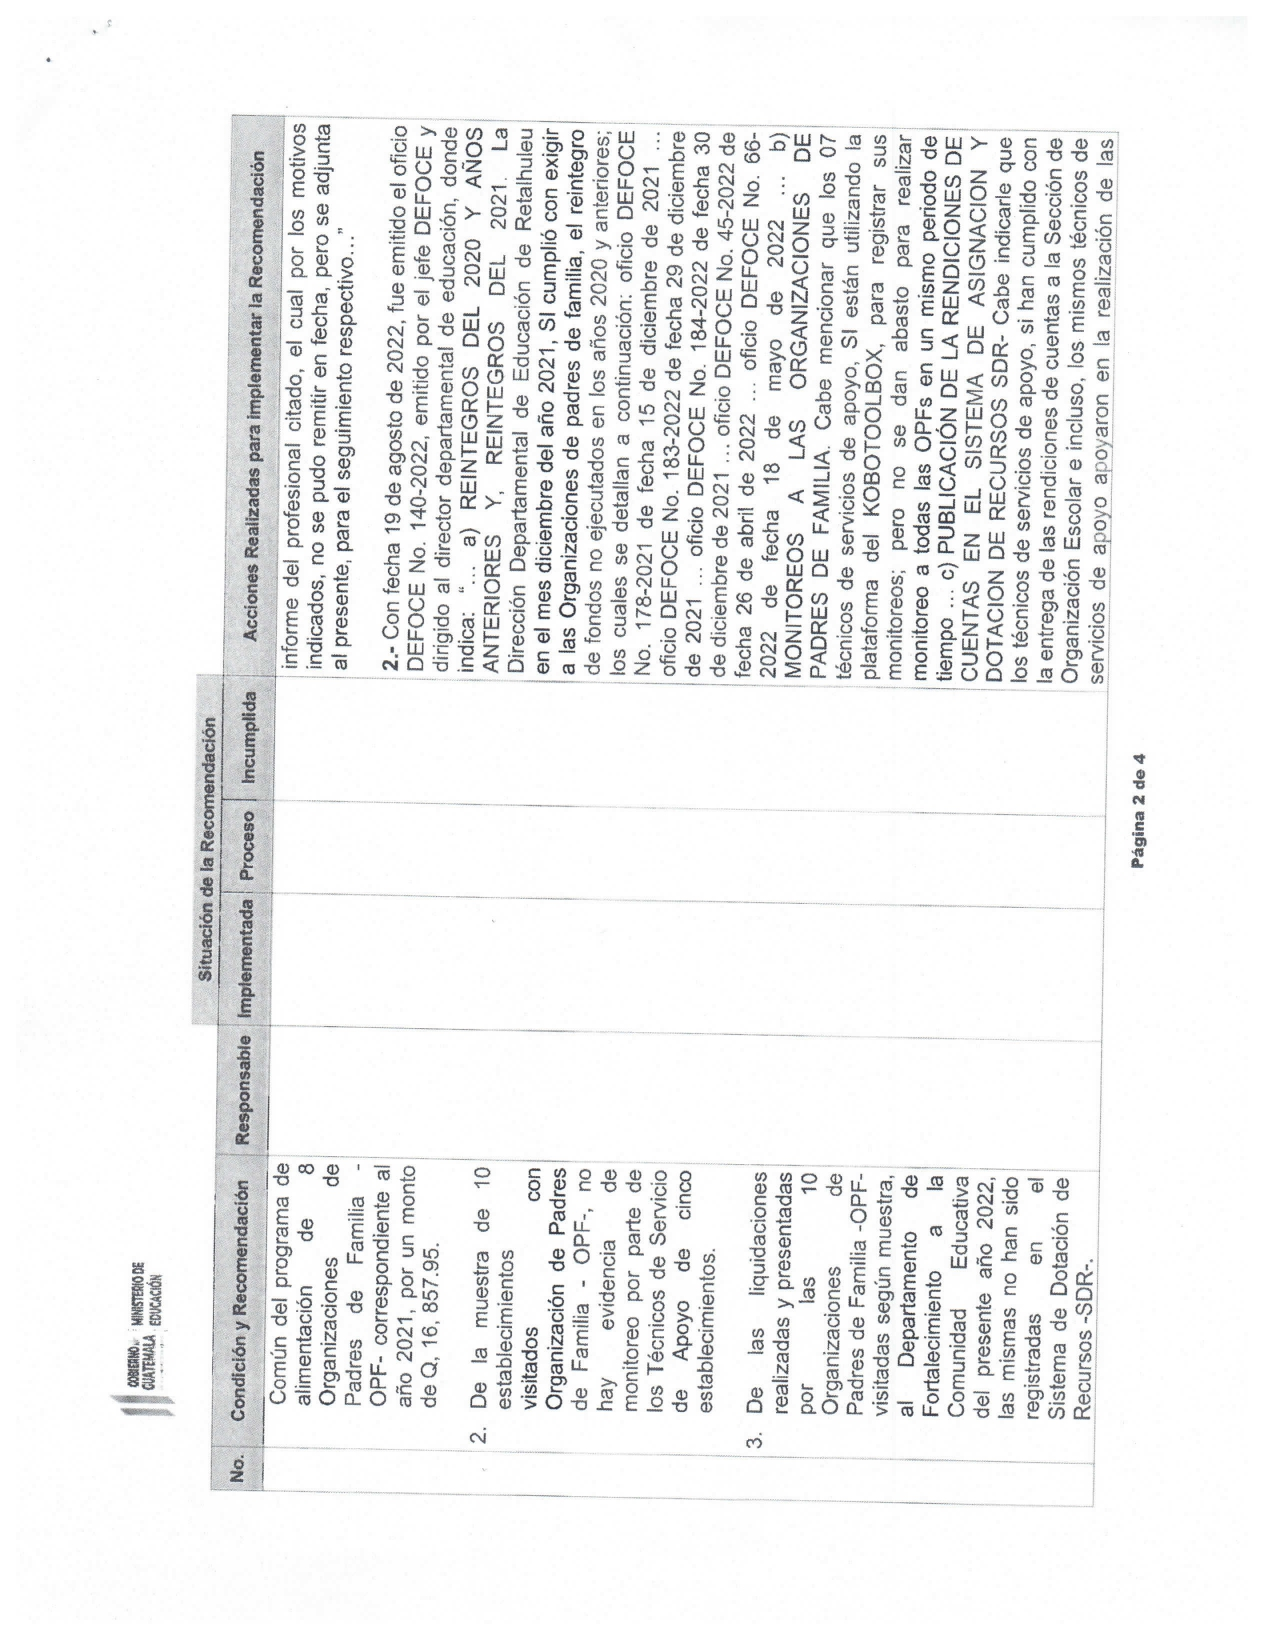 GOBIERNO DE
GUATEMALA
MINISTERIO DE
EDUCACIÓN
Situación de la Recomendación
No.
Condición y Recomendación
Responsable
Implementada
Proceso
Incumplida
Acciones Realizadas para implementar la Recomendación
Común del programa de
alimentación de 8
Organizaciones de
Padres de Familia -
OPF- correspondiente al
año 2021, por un monto
de Q, 16, 857.95.
2. De la muestra de 10
establecimientos
visitados con
Organización de Padres
de Familia - OPF-, no
hay evidencia de
monitoreo por parte de
los Técnicos de Servicio
de Apoyo de cinco
establecimientos.
3. De las liquidaciones
realizadas y presentadas
por las 10
Organizaciones de
Padres de Familia -OPF-
visitadas según muestra,
al Departamento de
Fortalecimiento a la
Comunidad Educativa
del presente año 2022,
las mismas no han sido
registradas en el
Sistema de Dotación de
Recursos -SDR-.
informe del profesional citado, el cual por los motivos
indicados, no se pudo remitir en fecha, pero se adjunta
al presente, para el seguimiento respectivo…”
2.- Con fecha 19 de agosto de 2022, fue emitido el oficio
DEFOCE No. 140-2022, emitido por el jefe DEFOCE y
dirigido al director departamental de educación, donde
indica: “… a) REINTEGROS DEL 2020 Y AÑOS
ANTERIORES Y, REINTEGROS DEL 2021. La
Dirección Departamental de Educación de Retalhuleu
en el mes diciembre del año 2021, SI cumplió con exigir
a las Organizaciones de padres de familia, el reintegro
de fondos no ejecutados en los años 2020 y anteriores;
los cuales se detallan a continuación: oficio DEFOCE
No. 178-2021 de fecha 15 de diciembre de 2021 …
oficio DEFOCE No. 183-2022 de fecha 29 de diciembre
de 2021 … oficio DEFOCE No. 184-2022 de fecha 30
de diciembre de 2021 … oficio DEFOCE No. 45-2022 de
fecha 26 de abril de 2022 … oficio DEFOCE No. 66-
2022 de fecha 18 de mayo de 2022 … b)
MONITOREOS A LAS ORGANIZACIONES DE
PADRES DE FAMILIA. Cabe mencionar que los 07
técnicos de servicios de apoyo, SI están utilizando la
plataforma del KOBOTOOLBOX, para registrar sus
monitoreos; pero no se dan abasto para realizar
monitoreo a todas las OPFs en un mismo periodo de
tiempo … c) PUBLICACIÓN DE LA RENDICIONES DE
CUENTAS EN EL SISTEMA DE ASIGNACION Y
DOTACION DE RECURSOS SDR- Cabe indicarle que
los técnicos de servicios de apoyo, si han cumplido con
la entrega de las rendiciones de cuentas a la Sección de
Organización Escolar e incluso, los mismos técnicos de
servicios de apoyo apoyaron en la realización de las
Página 2 de 4